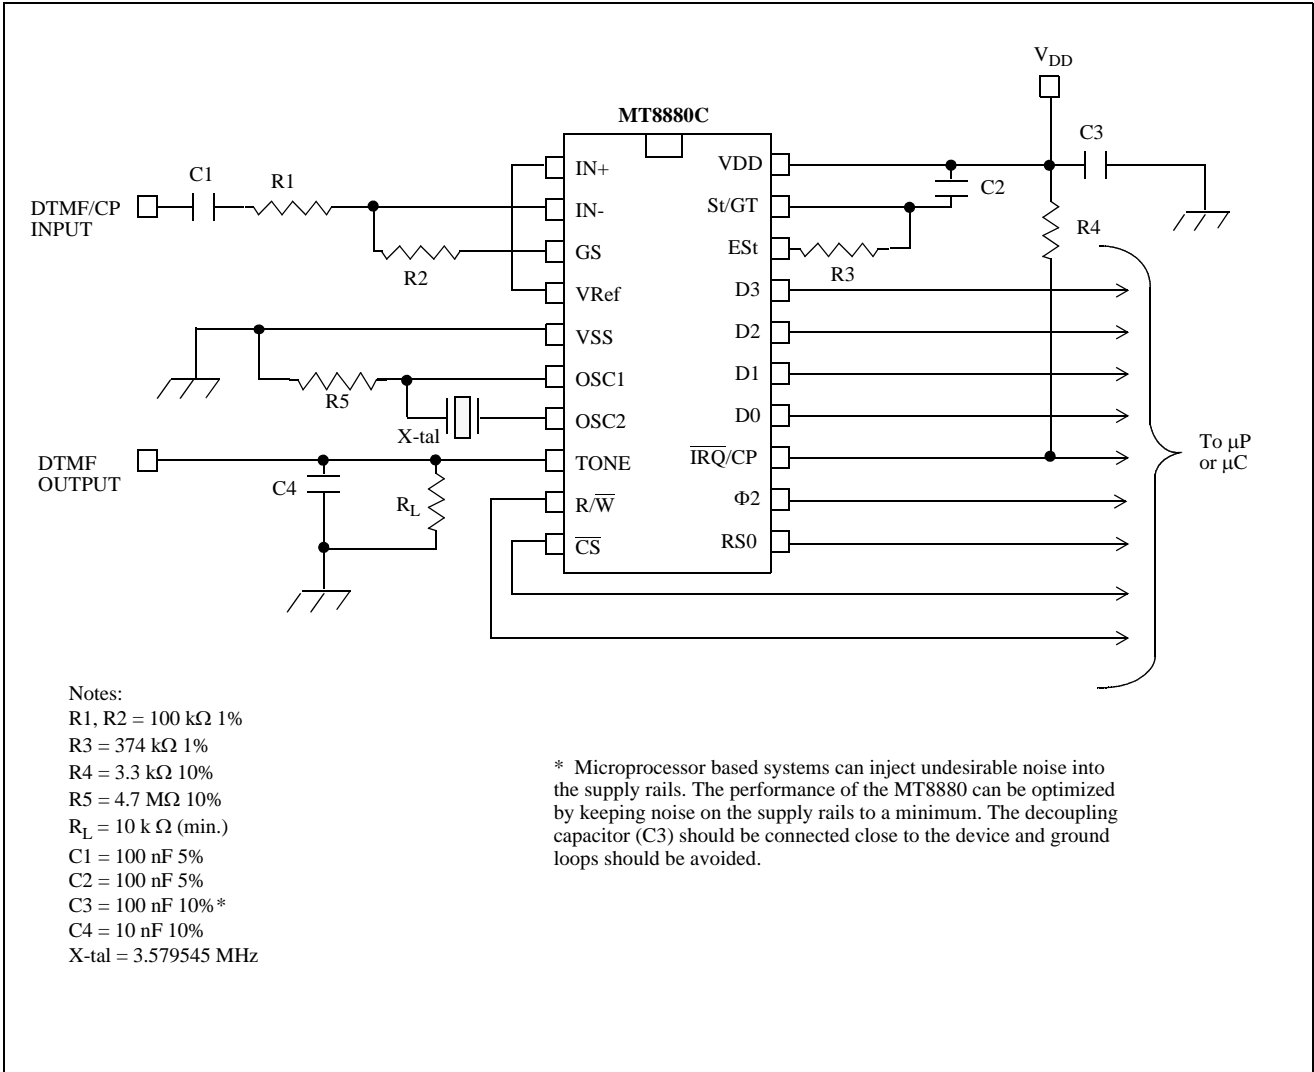 V_DD
MT8880C
C3
C1
R1
DTMF/CP
INPUT
IN+
IN-
GS
VRef
VSS
OSC1
OSC2
TONE
R/W̅
C̅S̅
VDD
St/GT
ESt
D3
D2
D1
D0
I̅R̅Q̅/CP
Φ2
RS0
C2
R4
R2
R3
R5
X-tal
DTMF
OUTPUT
C4
R_L
To μP
or μC
Notes:
R1, R2 = 100 kΩ 1%
R3 = 374 kΩ 1%
R4 = 3.3 kΩ 10%
R5 = 4.7 MΩ 10%
R_L = 10 k Ω (min.)
C1 = 100 nF 5%
C2 = 100 nF 5%
C3 = 100 nF 10%*
C4 = 10 nF 10%
X-tal = 3.579545 MHz
* Microprocessor based systems can inject undesirable noise into
the supply rails. The performance of the MT8880 can be optimized
by keeping noise on the supply rails to a minimum. The decoupling
capacitor (C3) should be connected close to the device and ground
loops should be avoided.